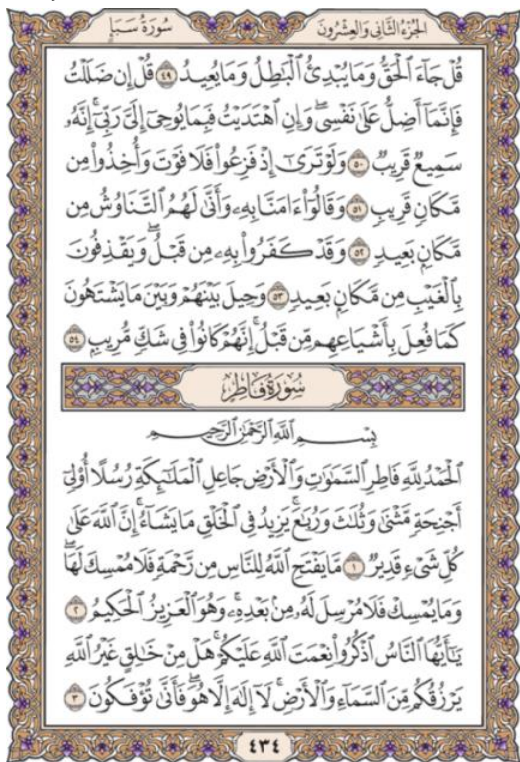 الجزء الثاني والعشرون
سورة سبإ
قُلْ جَآءَ ٱلْحَقُّ وَمَا يُبْدِئُ ٱلْبَٰطِلُ وَمَا يُعِيدُ ٤٩ قُلْ إِن ضَلَلْتُ
فَإِنَّمَآ أَضِلُّ عَلَىٰ نَفْسِى ۖ وَإِنِ ٱهْتَدَيْتُ فَبِمَا يُوحِىٓ إِلَىَّ رَبِّىٓ ۚ إِنَّهُۥ
سَمِيعٌ قَرِيبٌ ٥٠ وَلَوْ تَرَىٰٓ إِذْ فَزِعُوا۟ فَلَا فَوْتَ وَأُخِذُوا۟ مِن
مَّكَانٍ قَرِيبٍ ٥١ وَقَالُوٓا۟ ءَامَنَّا بِهِۦ وَأَنَّىٰ لَهُمُ ٱلتَّنَاوُشُ مِن
مَّكَانٍۭ بَعِيدٍ ٥٢ وَقَدْ كَفَرُوا۟ بِهِۦ مِن قَبْلُ ۖ وَيَقْذِفُونَ
بِٱلْغَيْبِ مِن مَّكَانٍۭ بَعِيدٍ ٥٣ وَحِيلَ بَيْنَهُمْ وَبَيْنَ مَا يَشْتَهُونَ
كَمَا فُعِلَ بِأَشْيَاعِهِم مِّن قَبْلُ ۚ إِنَّهُمْ كَانُوا۟ فِى شَكٍّ مُّرِيبٍۭ ٥٤
سُورَةُ فَاطِرٍ
بِسْمِ ٱللَّهِ ٱلرَّحْمَٰنِ ٱلرَّحِيمِ
ٱلْحَمْدُ لِلَّهِ فَاطِرِ ٱلسَّمَٰوَٰتِ وَٱلْأَرْضِ جَاعِلِ ٱلْمَلَٰٓئِكَةِ رُسُلًا أُو۟لِىٓ
أَجْنِحَةٍ مَّثْنَىٰ وَثُلَٰثَ وَرُبَٰعَ ۚ يَزِيدُ فِى ٱلْخَلْقِ مَا يَشَآءُ ۚ إِنَّ ٱللَّهَ عَلَىٰ
كُلِّ شَىْءٍ قَدِيرٌ ١ مَّا يَفْتَحِ ٱللَّهُ لِلنَّاسِ مِن رَّحْمَةٍ فَلَا مُمْسِكَ لَهَا ۖ
وَمَا يُمْسِكْ فَلَا مُرْسِلَ لَهُۥ مِنۢ بَعْدِهِۦ ۚ وَهُوَ ٱلْعَزِيزُ ٱلْحَكِيمُ ٢
يَٰٓأَيُّهَا ٱلنَّاسُ ٱذْكُرُوا۟ نِعْمَتَ ٱللَّهِ عَلَيْكُمْ ۚ هَلْ مِنْ خَٰلِقٍ غَيْرُ ٱللَّهِ
يَرْزُقُكُم مِّنَ ٱلسَّمَآءِ وَٱلْأَرْضِ ۚ لَآ إِلَٰهَ إِلَّا هُوَ ۖ فَأَنَّىٰ تُؤْفَكُونَ ٣
٤٣٤